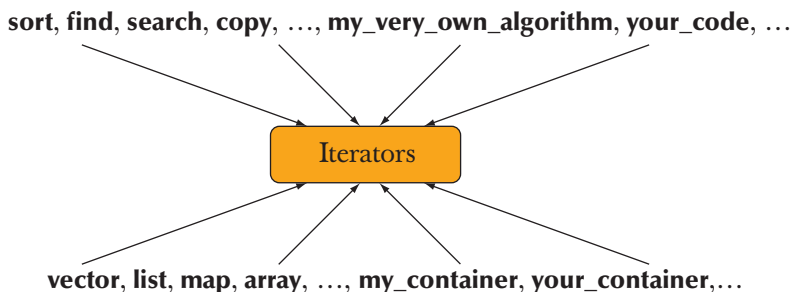 sort, find, search, copy, …, my_very_own_algorithm, your_code, …
Iterators
vector, list, map, array, …, my_container, your_container,…